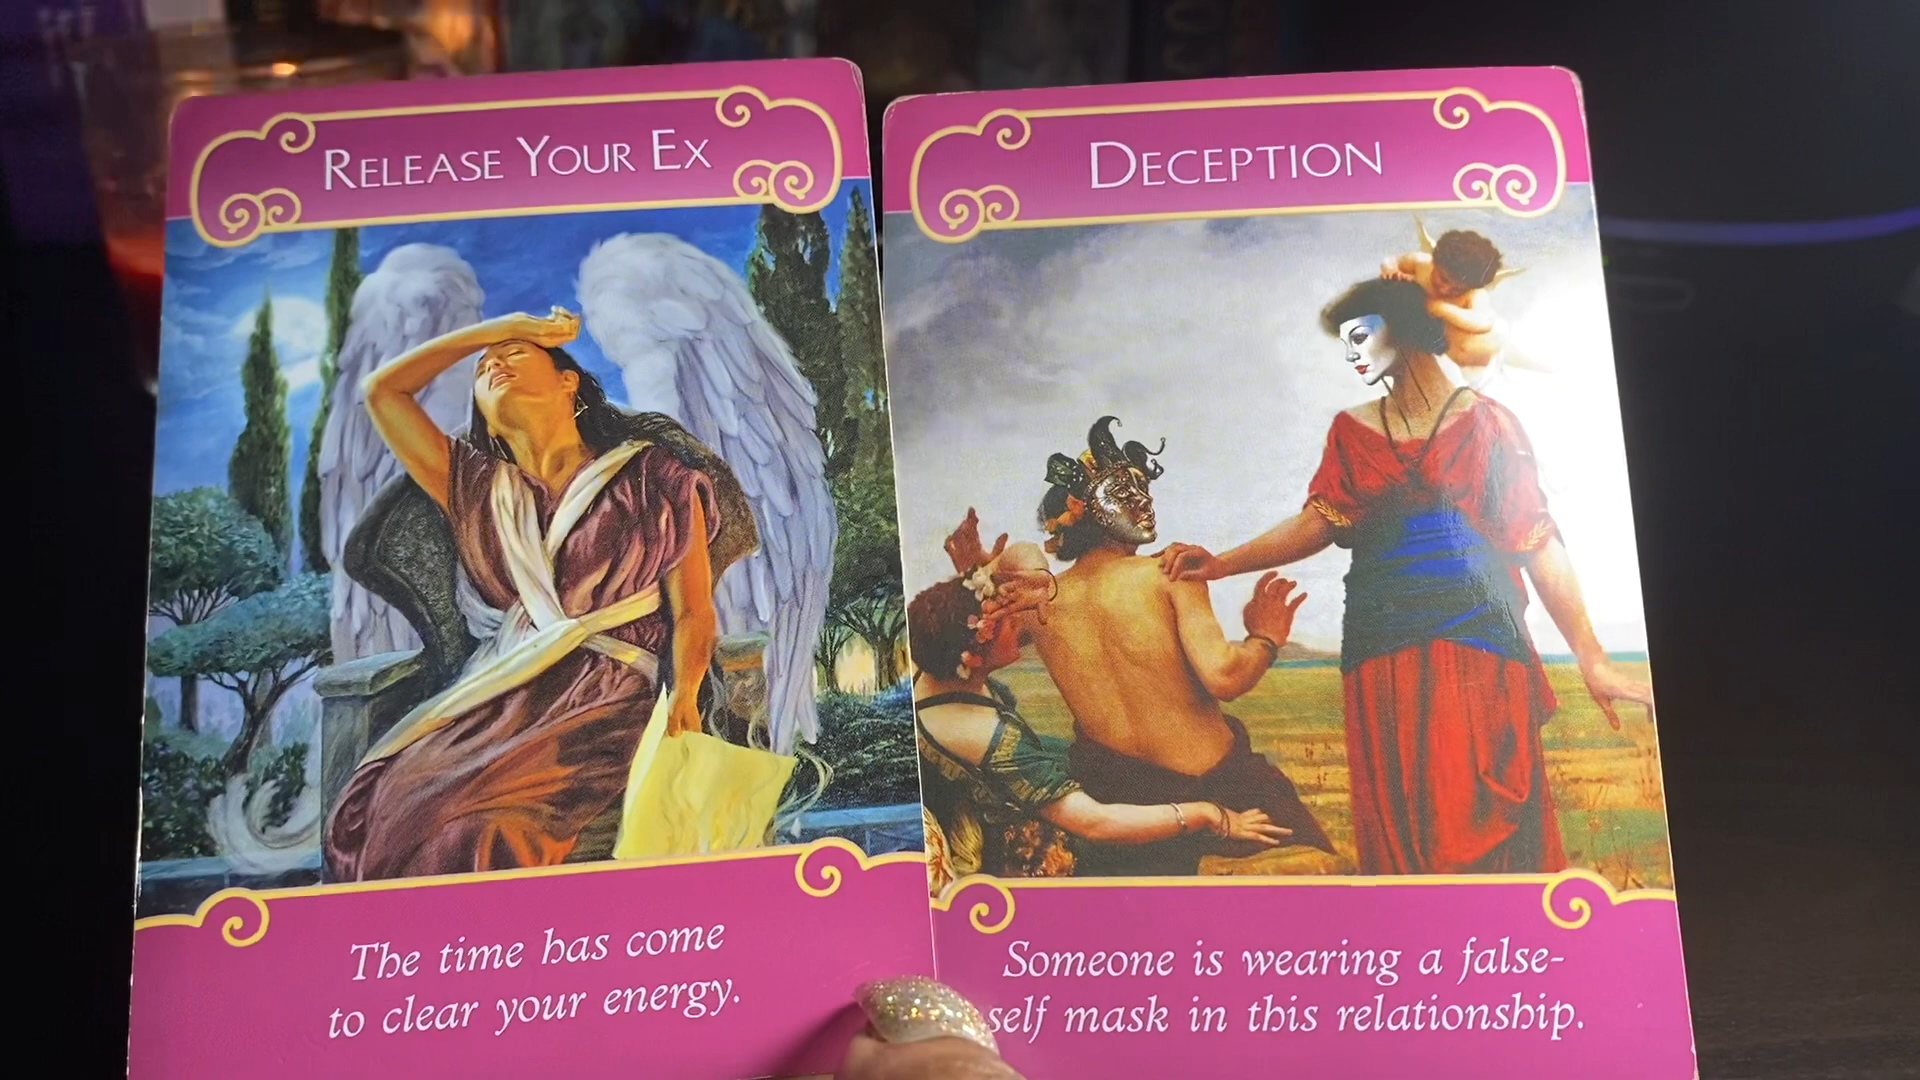 Release Your Ex
The time has come
to clear your energy.
Deception
Someone is wearing a false-
self mask in this relationship.